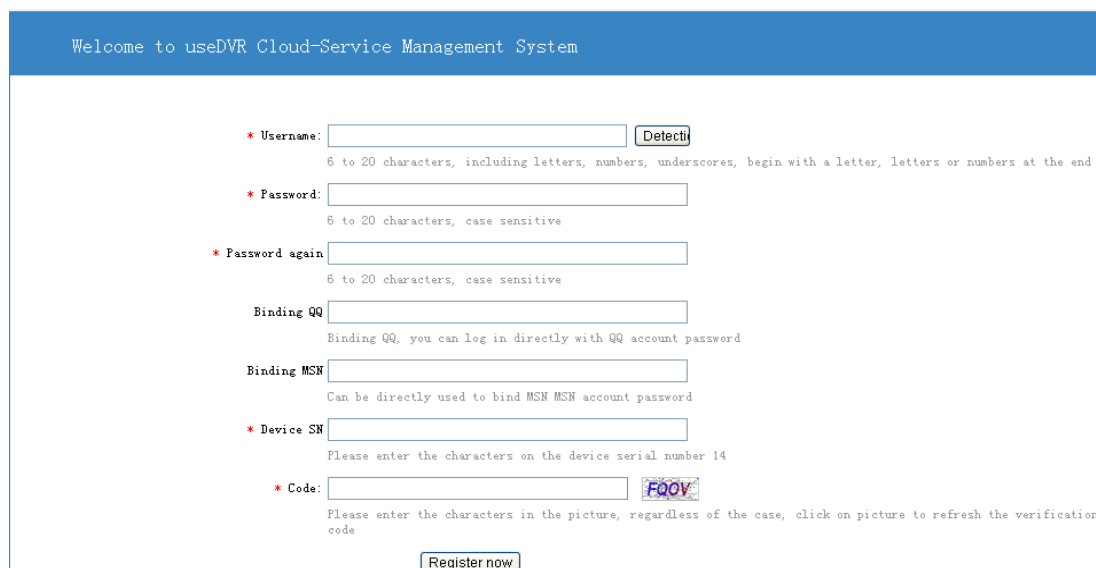 Welcome to useDVR Cloud-Service Management System
* Username: Detecti
6 to 20 characters, including letters, numbers, underscores, begin with a letter, letters or numbers at the end
* Password:
6 to 20 characters, case sensitive
* Password again
6 to 20 characters, case sensitive
Binding QQ
Binding QQ, you can log in directly with QQ account password
Binding MSN
Can be directly used to bind MSN MSN account password
* Device SN
Please enter the characters on the device serial number 14
* Code: FQOV
Please enter the characters in the picture, regardless of the case, click on picture to refresh the verification
code
Register now